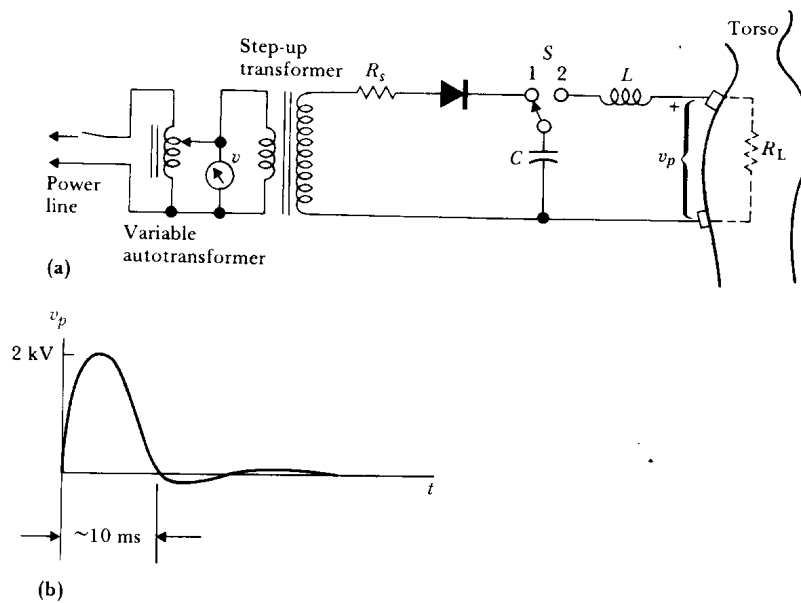 Torso
Step-up
transformer
R_s
S
1
2
L
+
v
C
v_p
R_L
Power
line
Variable
autotransformer
(a)
v_p
2 kV
t
~10 ms
(b)